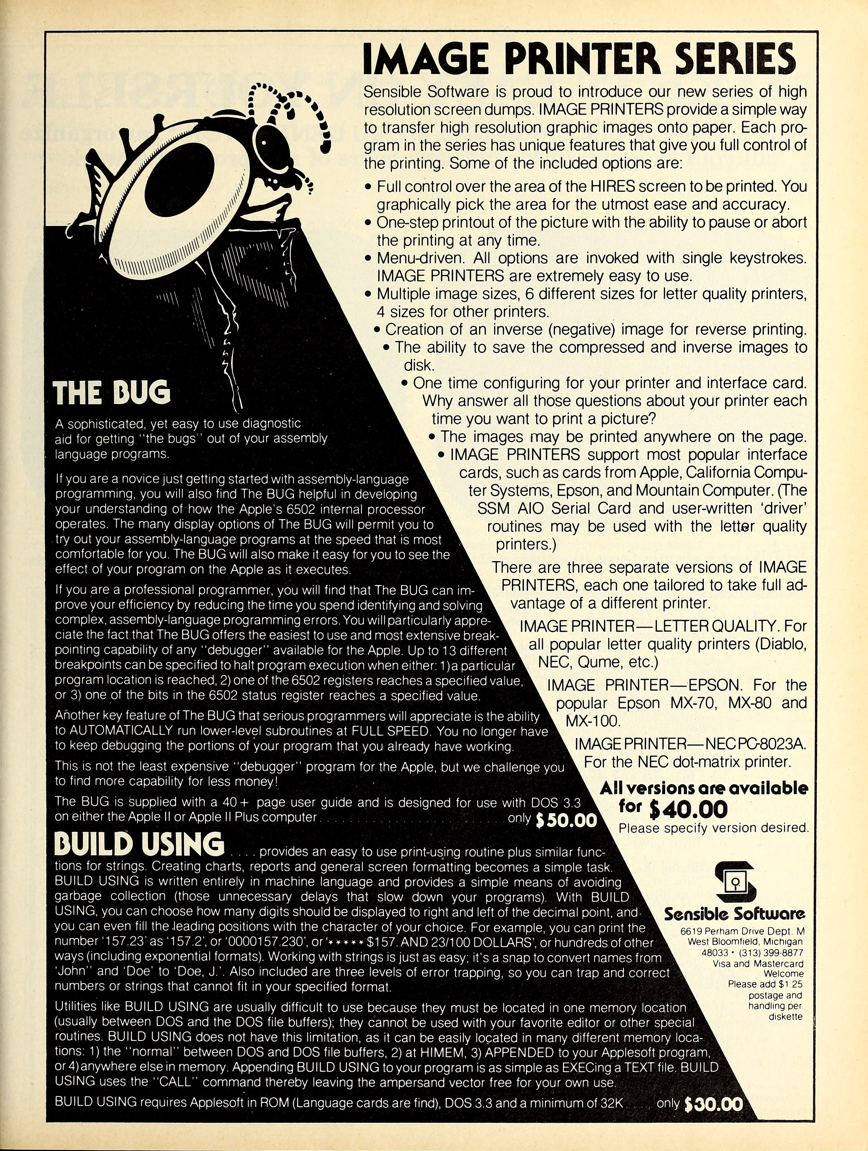 IMAGE PRINTER SERIES
Sensible Software is proud to introduce our new series of high
resolution screen dumps. IMAGE PRINTERS provide a simple way
to transfer high resolution graphic images onto paper. Each pro-
gram in the series has unique features that give you full control of
the printing. Some of the included options are:
• Full control over the area of the HIRES screen to be printed. You
graphically pick the area for the utmost ease and accuracy.
• One-step printout of the picture with the ability to pause or abort
the printing at any time.
• Menu-driven. All options are invoked with single keystrokes.
IMAGE PRINTERS are extremely easy to use.
• Multiple image sizes, 6 different sizes for letter quality printers,
4 sizes for other printers.
• Creation of an inverse (negative) image for reverse printing.
• The ability to save the compressed and inverse images to
disk.
• One time configuring for your printer and interface card.
Why answer all those questions about your printer each
time you want to print a picture?
• The images may be printed anywhere on the page.
• IMAGE PRINTERS support most popular interface
cards, such as cards from Apple, California Compu-
ter Systems, Epson, and Mountain Computer. (The
SSM AIO Serial Card and user-written 'driver'
routines may be used with the letter quality
printers.)
There are three separate versions of IMAGE
PRINTERS, each one tailored to take full ad-
vantage of a different printer.
IMAGE PRINTER—LETTER QUALITY. For
all popular letter quality printers (Diablo,
NEC, Qume, etc.)
IMAGE PRINTER—EPSON. For the
popular Epson MX-70, MX-80 and
MX-100.
IMAGE PRINTER—NEC PC-8023A.
For the NEC dot-matrix printer.
All versions are available
for $40.00
Please specify version desired.
THE BUG
A sophisticated, yet easy to use diagnostic
aid for getting "the bugs" out of your assembly
language programs.
If you are a novice just getting started with assembly-language
programming, you will also find The BUG helpful in developing
your understanding of how the Apple's 6502 internal processor
operates. The many display options of The BUG will permit you to
try out your assembly-language programs at the speed that is most
comfortable for you. The BUG will also make it easy for you to see the
effect of your program on the Apple as it executes.
If you are a professional programmer, you will find that The BUG can im-
prove your efficiency by reducing the time you spend identifying and solving
complex, assembly-language programming errors. You will particularly appre-
ciate the fact that The BUG offers the easiest to use and most extensive break-
pointing capability of any "debugger" available for the Apple. Up to 13 different
breakpoints can be specified to halt program execution when either: 1) a particular
program location is reached, 2) one of the 6502 registers reaches a specified value,
or 3) one of the bits in the 6502 status register reaches a specified value.
Another key feature of The BUG that serious programmers will appreciate is the ability
to AUTOMATICALLY run lower-level subroutines at FULL SPEED. You no longer have
to keep debugging the portions of your program that you already have working.
This is not the least expensive "debugger" program for the Apple, but we challenge you
to find more capability for less money!
The BUG is supplied with a 40+ page user guide and is designed for use with DOS 3.3
on either the Apple II or Apple II Plus computer . . . . . . . . . . . . . . . . . . . . . only $50.00
BUILD USING . . . . provides an easy to use print-using routine plus similar func-
tions for strings. Creating charts, reports and general screen formatting becomes a simple task.
BUILD USING is written entirely in machine language and provides a simple means of avoiding
garbage collection (those unnecessary delays that slow down your programs). With BUILD
USING, you can choose how many digits should be displayed to right and left of the decimal point, and
you can even fill the leading positions with the character of your choice. For example, you can print the
number '157.23' as '157.2', or '0000157.230', or '***** $157. AND 23/100 DOLLARS', or hundreds of other
ways (including exponential formats). Working with strings is just as easy; it's a snap to convert names from
'John" and 'Doe' to 'Doe, J.'. Also included are three levels of error trapping, so you can trap and correct
numbers or strings that cannot fit in your specified format.
Utilities like BUILD USING are usually difficult to use because they must be located in one memory location
(usually between DOS and the DOS file buffers); they cannot be used with your favorite editor or other special
routines. BUILD USING does not have this limitation, as it can be easily located in many different memory loca-
tions: 1) the "normal" between DOS and DOS file buffers, 2) at HIMEM, 3) APPENDED to your Applesoft program,
or 4) anywhere else in memory. Appending BUILD USING to your program is as simple as EXECing a TEXT file. BUILD
USING uses the "CALL" command thereby leaving the ampersand vector free for your own use.
BUILD USING requires Applesoft in ROM (Language cards are find), DOS 3.3 and a minimum of 32K only $30.00
Sensible Software
6619 Perham Drive Dept. M
West Bloomfield, Michigan
48033 • (313) 399-8877
Visa and Mastercard
Welcome
Please add $1.25
postage and
handling per
diskette